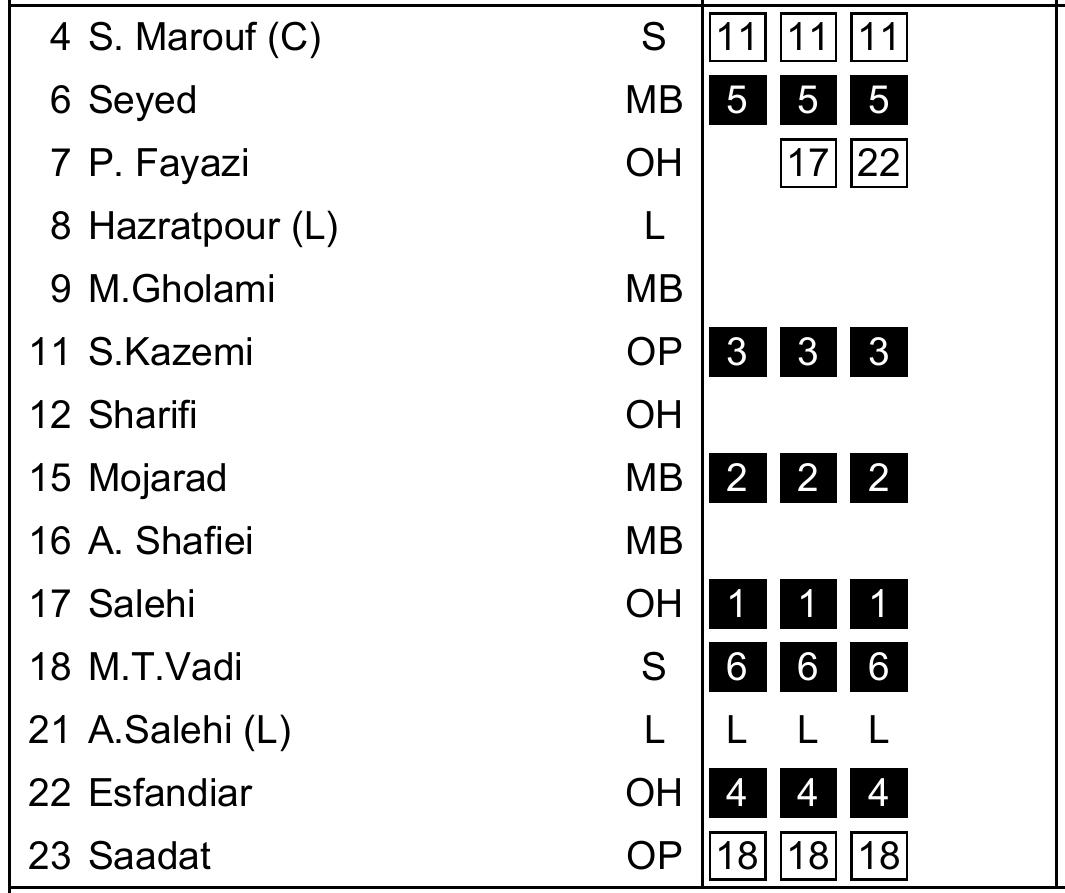 4 S. Marouf (C) S 11 11 11
6 Seyed MB 5 5 5
7 P. Fayazi OH 17 22
8 Hazratpour (L) L
9 M.Gholami MB
11 S.Kazemi OP 3 3 3
12 Sharifi OH
15 Mojarad MB 2 2 2
16 A. Shafiei MB
17 Salehi OH 1 1 1
18 M.T.Vadi S 6 6 6
21 A.Salehi (L) L L L L
22 Esfandiar OH 4 4 4
23 Saadat OP 18 18 18